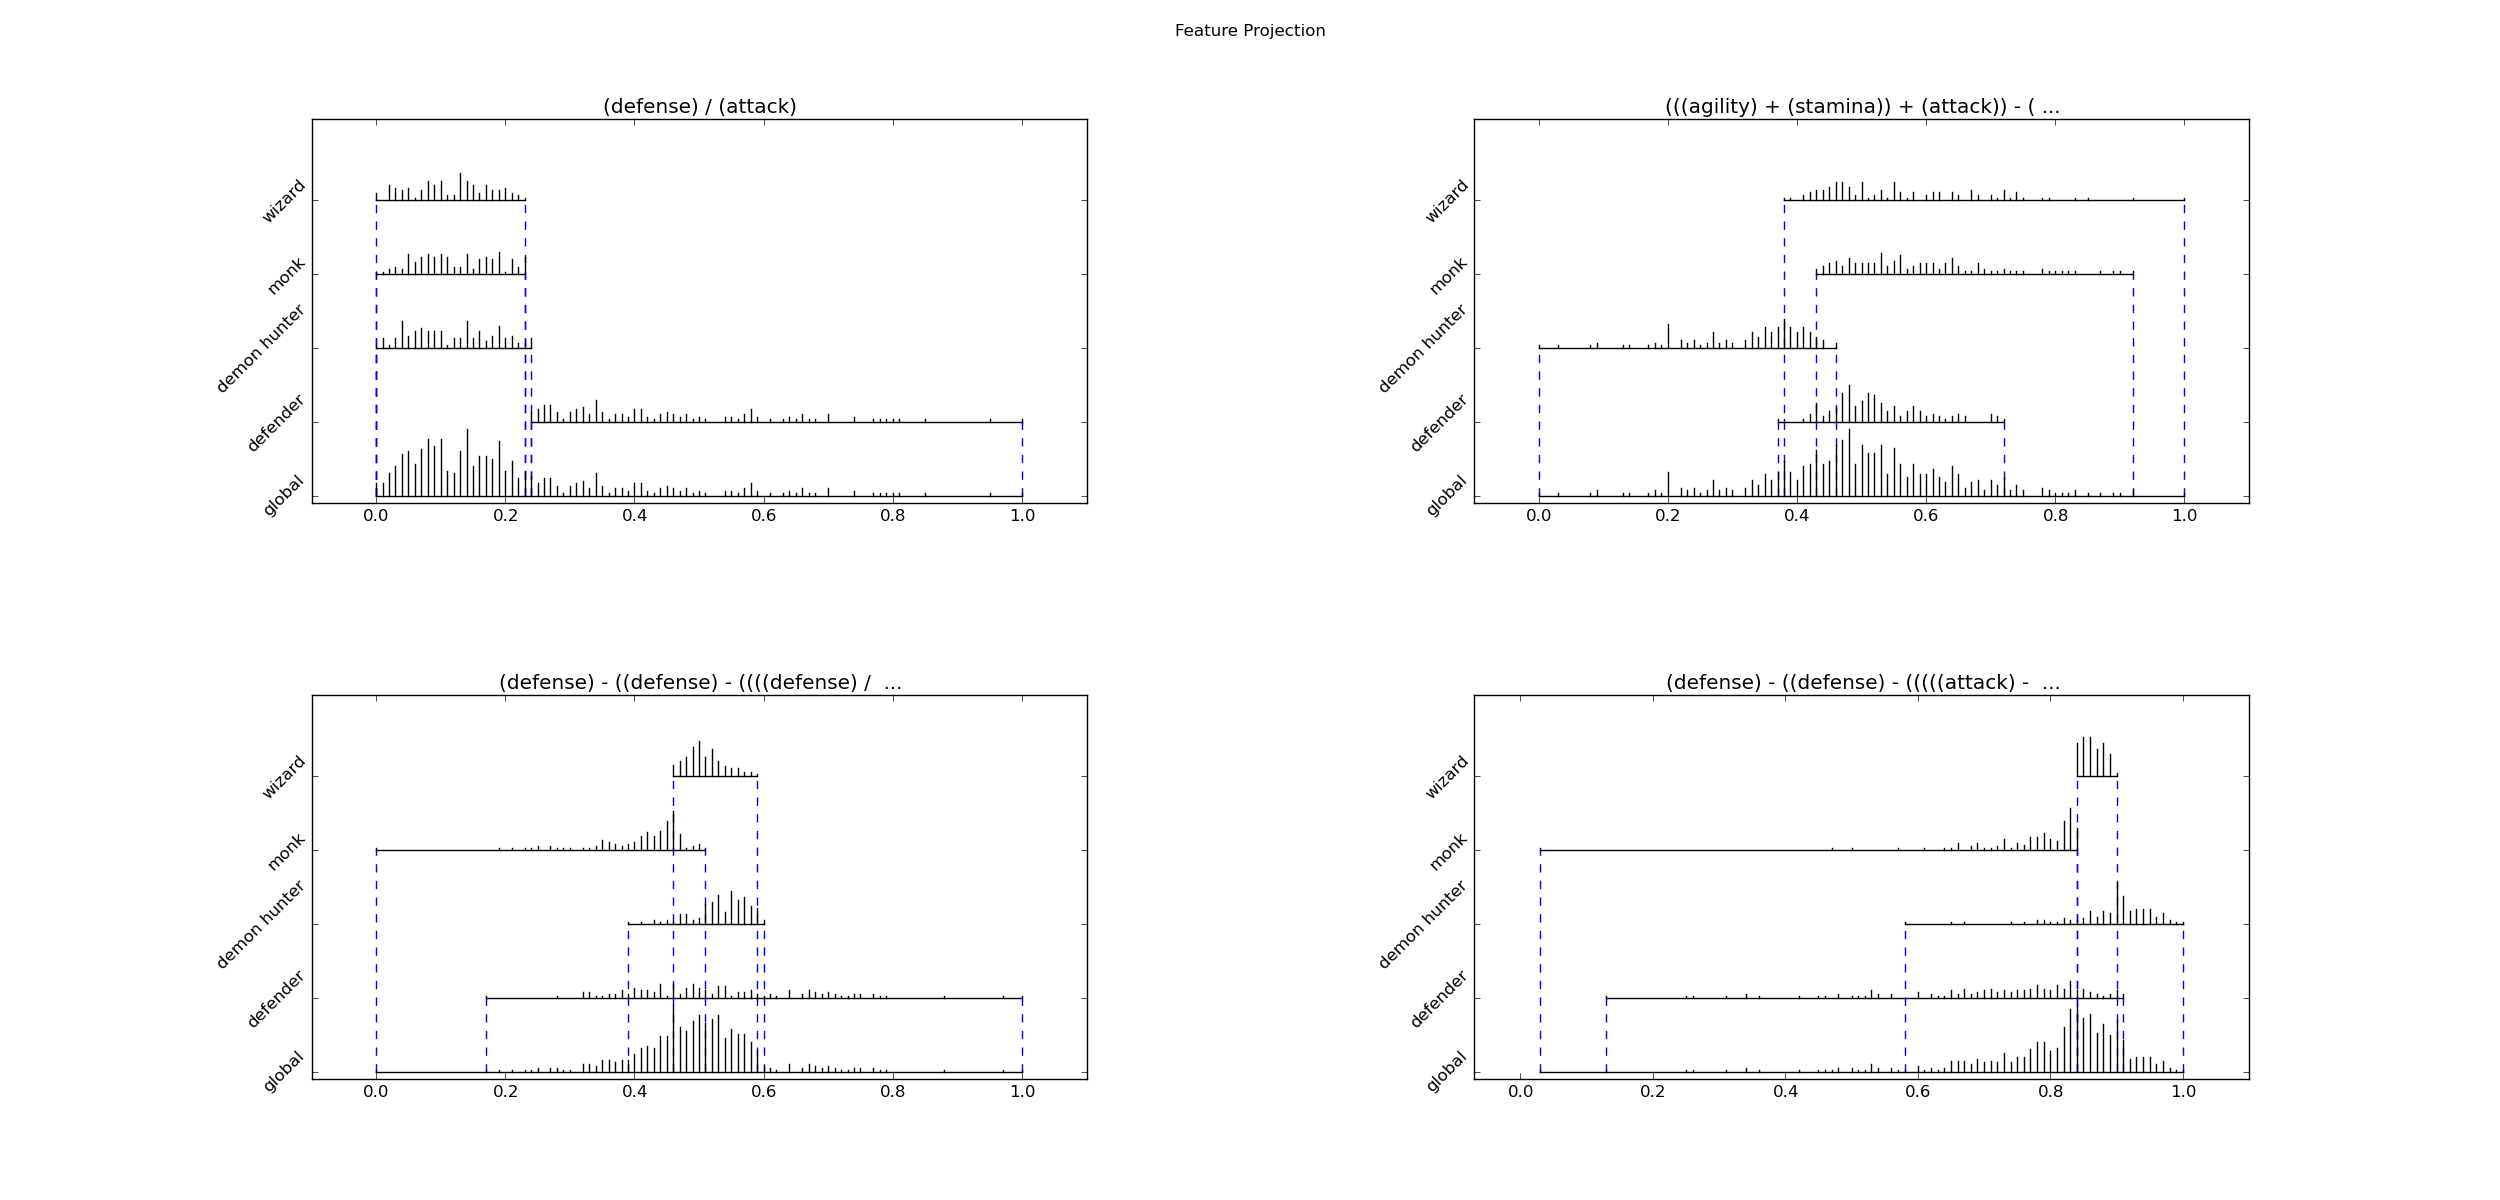 Feature Projection
(defense) / (attack)
wizard
monk
demon hunter
defender
global
0.0 0.2 0.4 0.6 0.8 1.0
(((agility) + (stamina)) + (attack)) - ( ...
wizard
monk
demon hunter
defender
global
0.0 0.2 0.4 0.6 0.8 1.0
(defense) - ((defense) - ((((defense) / ...
wizard
monk
demon hunter
defender
global
0.0 0.2 0.4 0.6 0.8 1.0
(defense) - ((defense) - (((((attack) - ...
wizard
monk
demon hunter
defender
global
0.0 0.2 0.4 0.6 0.8 1.0